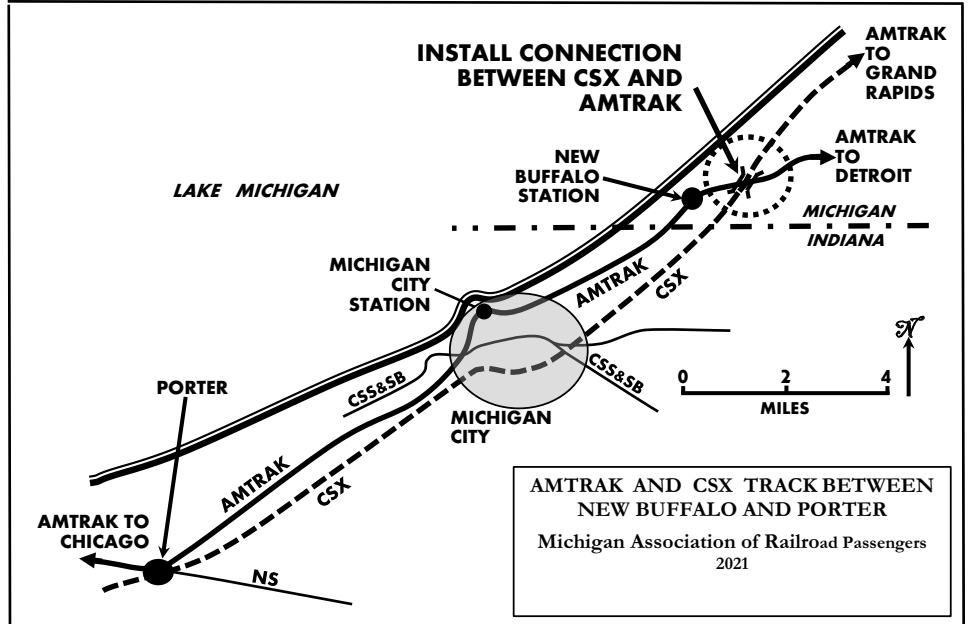 INSTALL CONNECTION
BETWEEN CSX AND
AMTRAK
AMTRAK
TO
GRAND
RAPIDS
AMTRAK
TO
DETROIT
NEW
BUFFALO
STATION
LAKE MICHIGAN
MICHIGAN
INDIANA
MICHIGAN
CITY
STATION
AMTRAK
CSX
N
CSS&SB
CSS&SB
0 2 4
MILES
PORTER
MICHIGAN
CITY
AMTRAK
CSX
AMTRAK TO
CHICAGO
NS
AMTRAK AND CSX TRACK BETWEEN
NEW BUFFALO AND PORTER
Michigan Association of Railroad Passengers
2021